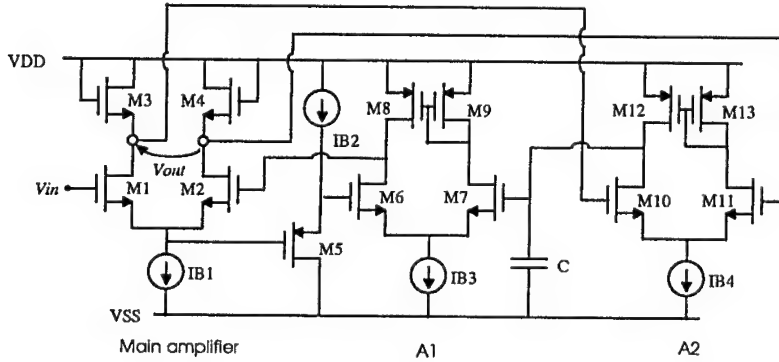 VDD
M3
M4
IB2
M8
M9
M12
M13
Vout
Vin
M1
M2
M6
M7
M10
M11
M5
IB1
IB3
C
IB4
VSS
Main amplifier
A1
A2